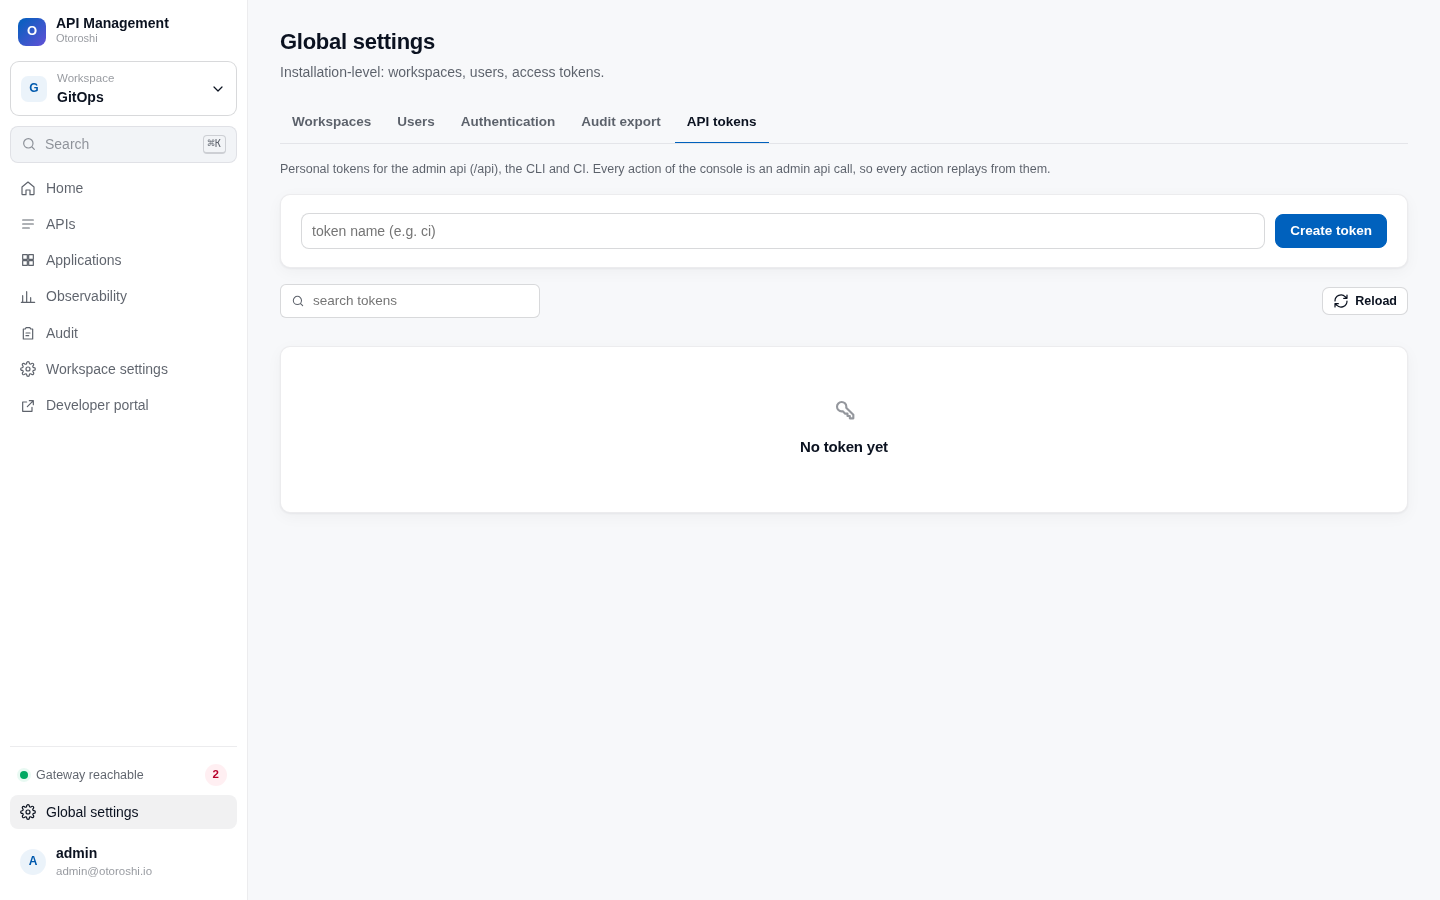 O
API Management
Otoroshi
G
Workspace
GitOps
Search
⌘K
Home
APIs
Applications
Observability
Audit
Workspace settings
Developer portal
Gateway reachable
2
Global settings
A
admin
admin@otoroshi.io
Global settings
Installation-level: workspaces, users, access tokens.
Workspaces Users Authentication Audit export API tokens
Personal tokens for the admin api (/api), the CLI and CI. Every action of the console is an admin api call, so every action replays from them.
token name (e.g. ci)
Create token
search tokens
Reload
No token yet